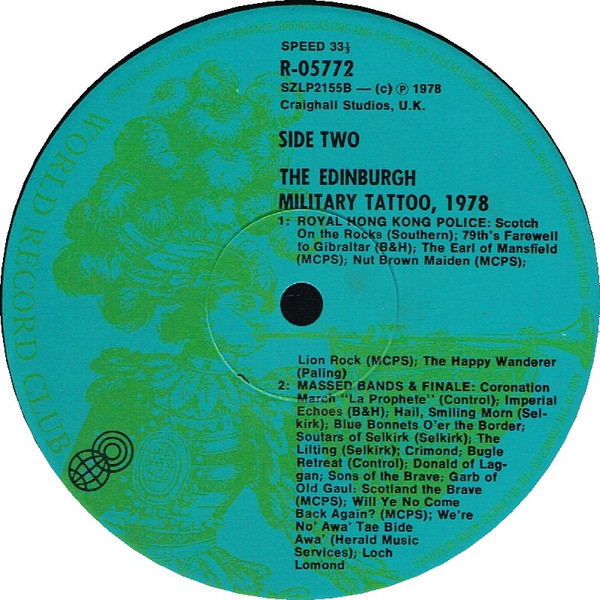 SPEED 33⅓
R-05772
SZLP2155B — (c) Ⓟ 1978
Craighall Studios, U.K.
SIDE TWO
THE EDINBURGH
MILITARY TATTOO, 1978
1: ROYAL HONG KONG POLICE: Scotch
On the Rocks (Southern); 79th's Farewell
to Gibraltar (B&H); The Earl of Mansfield
(MCPS); Nut Brown Maiden (MCPS);
Lion Rock (MCPS); The Happy Wanderer
(Paling)
2: MASSED BANDS & FINALE: Coronation
March "La Prophete" (Control); Imperial
Echoes (B&H); Hail, Smiling Morn (Sel-
kirk); Blue Bonnets O'er the Border;
Soutars of Selkirk (Selkirk); The
Lilting (Selkirk); Crimond; Bugle
Retreat (Control); Donald of Lag-
gan; Sons of the Brave; Garb of
Old Gaul: Scotland the Brave
(MCPS); Will Ye No Come
Back Again? (MCPS); We're
No' Awa' Tae Bide
Awa' (Herald Music
Services); Loch
Lomond
WORLD RECORD CLUB